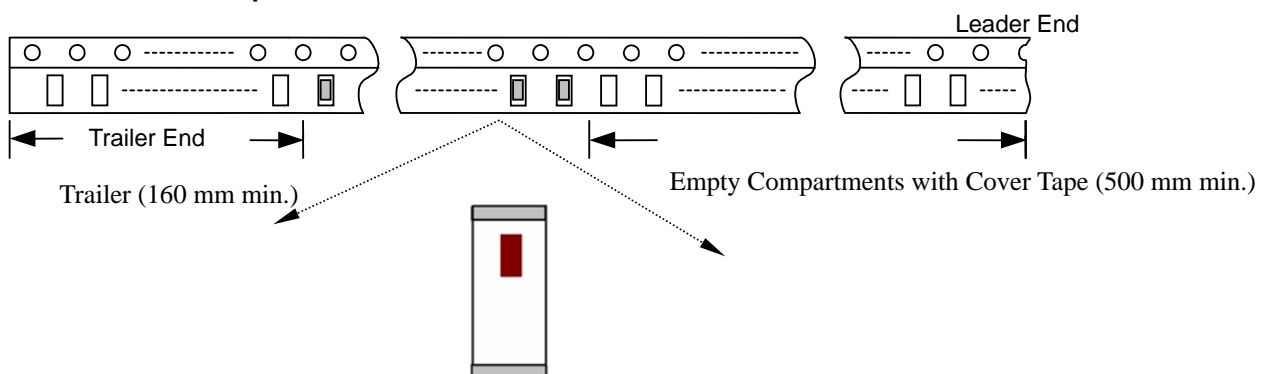 Leader End
Trailer End
Trailer (160 mm min.)
Empty Compartments with Cover Tape (500 mm min.)